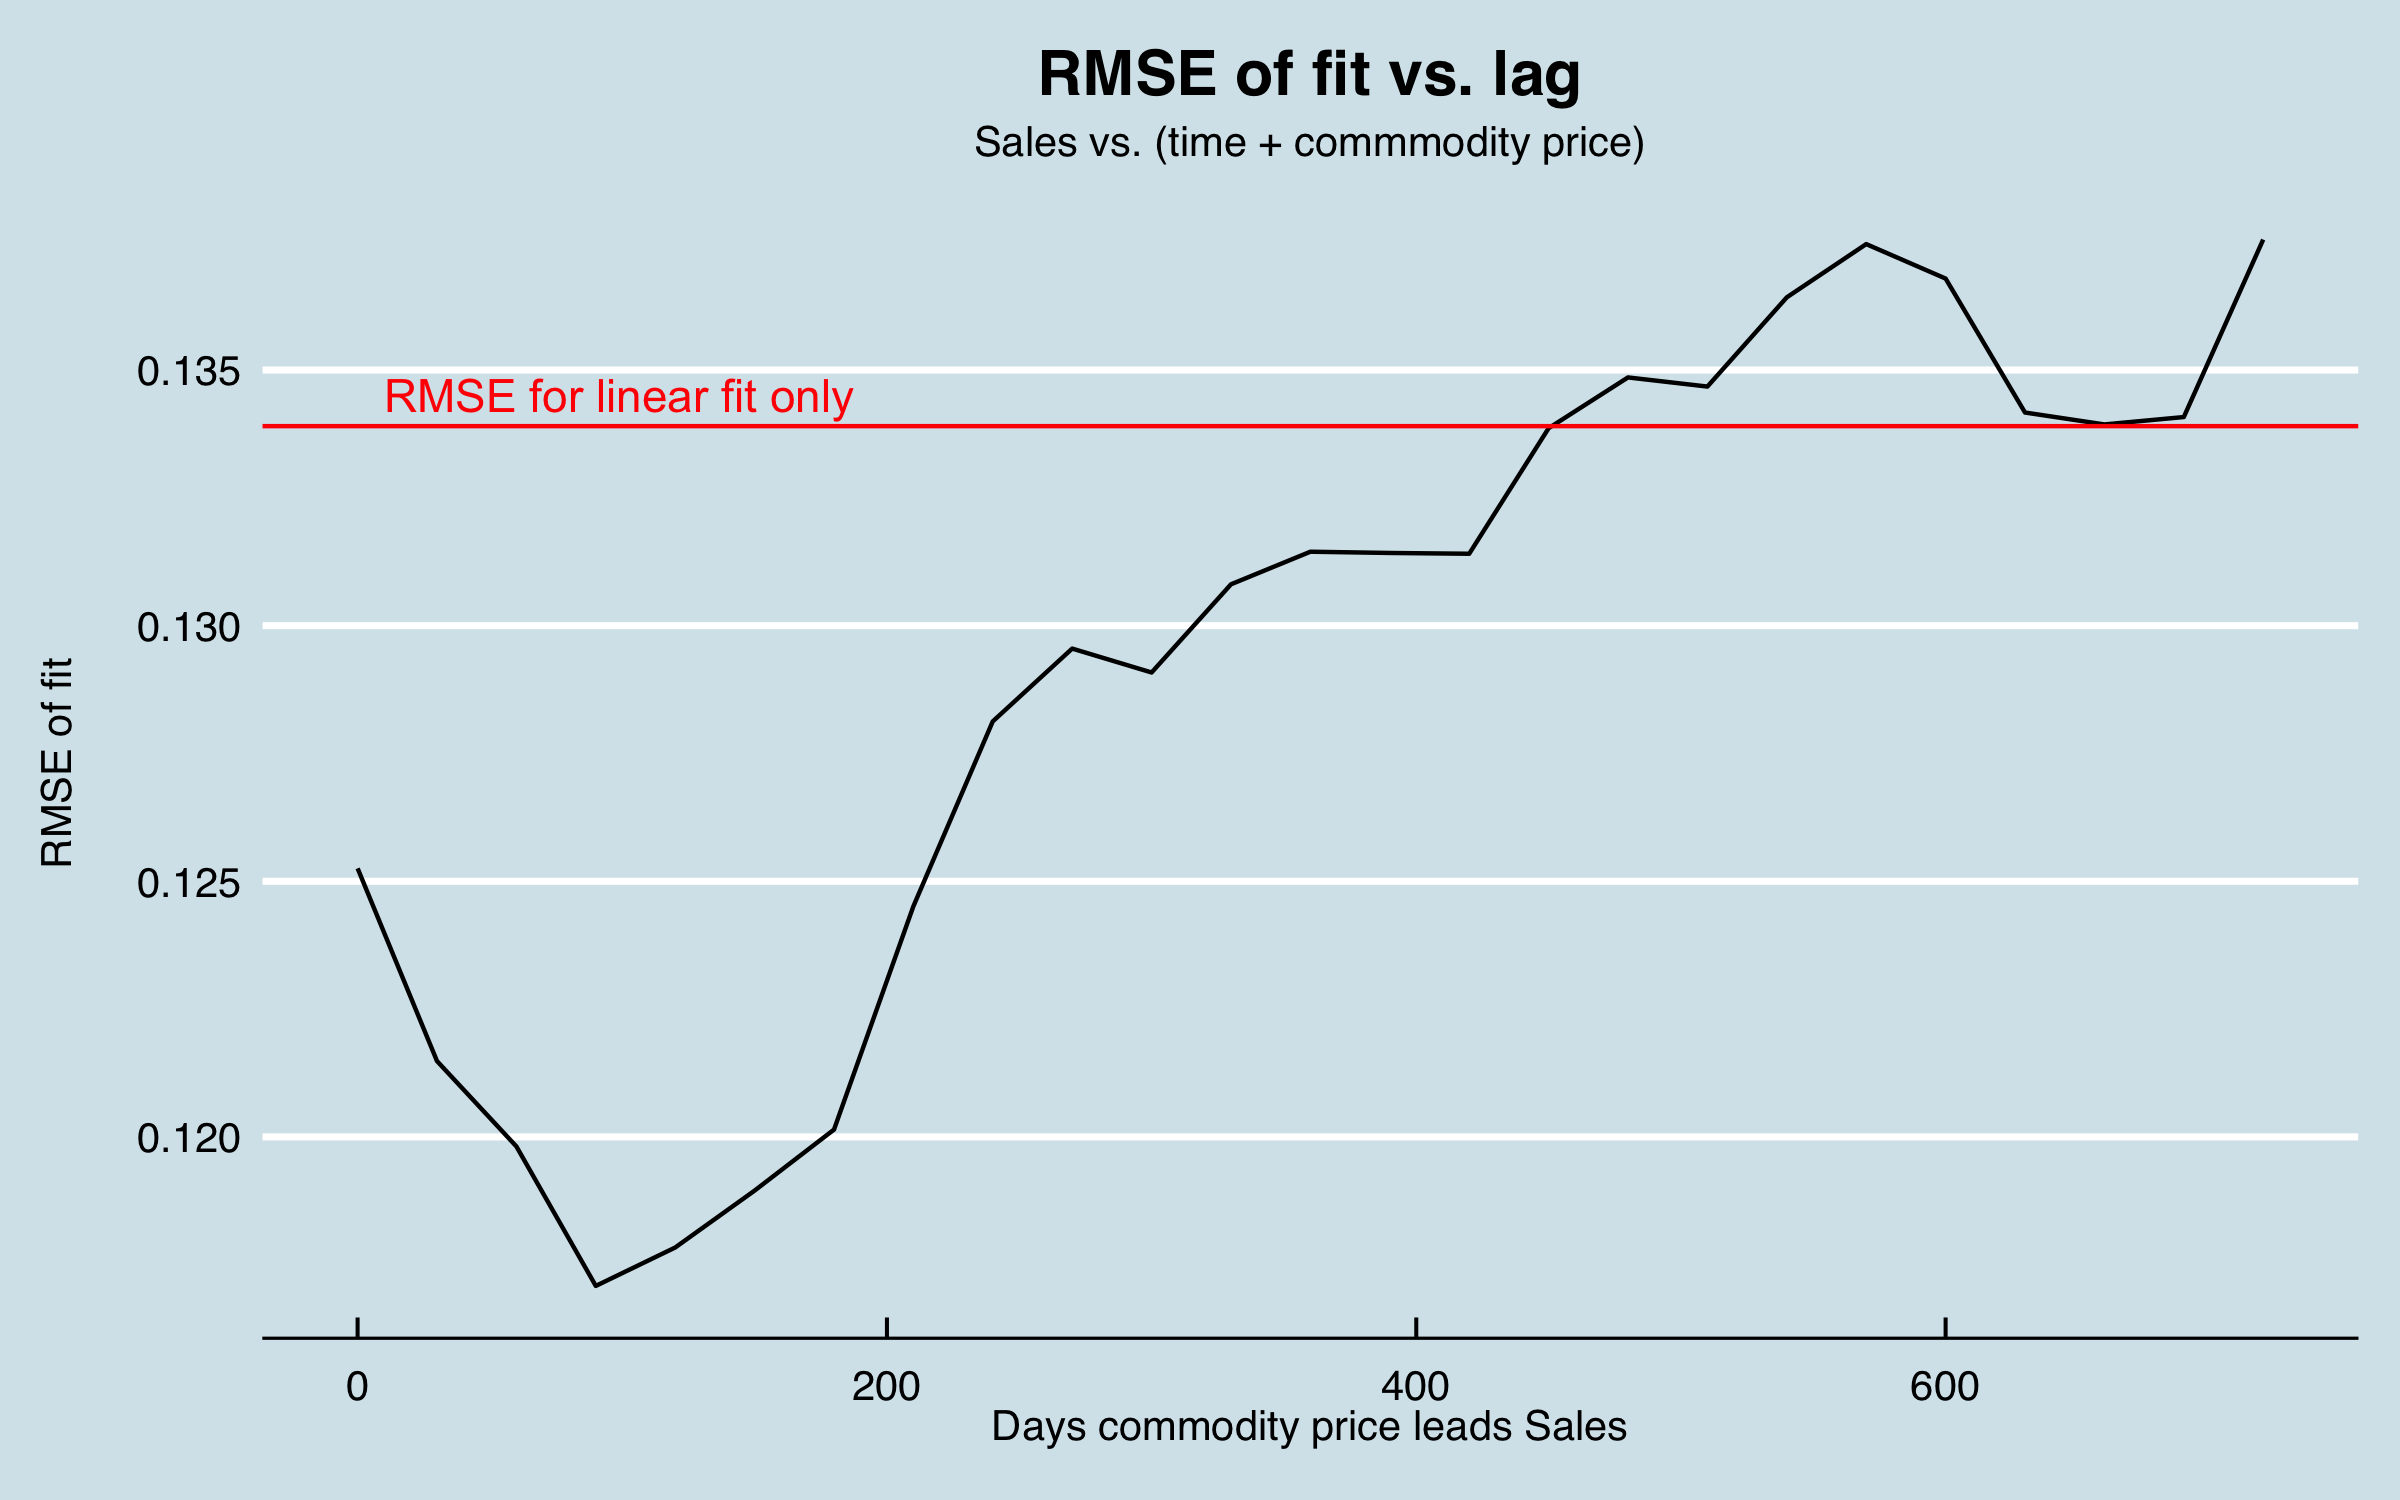 RMSE of fit vs. lag
Sales vs. (time + commmodity price)
0.135
RMSE for linear fit only
0.130
RMSE of fit
0.125
0.120
0 200 400 600
Days commodity price leads Sales